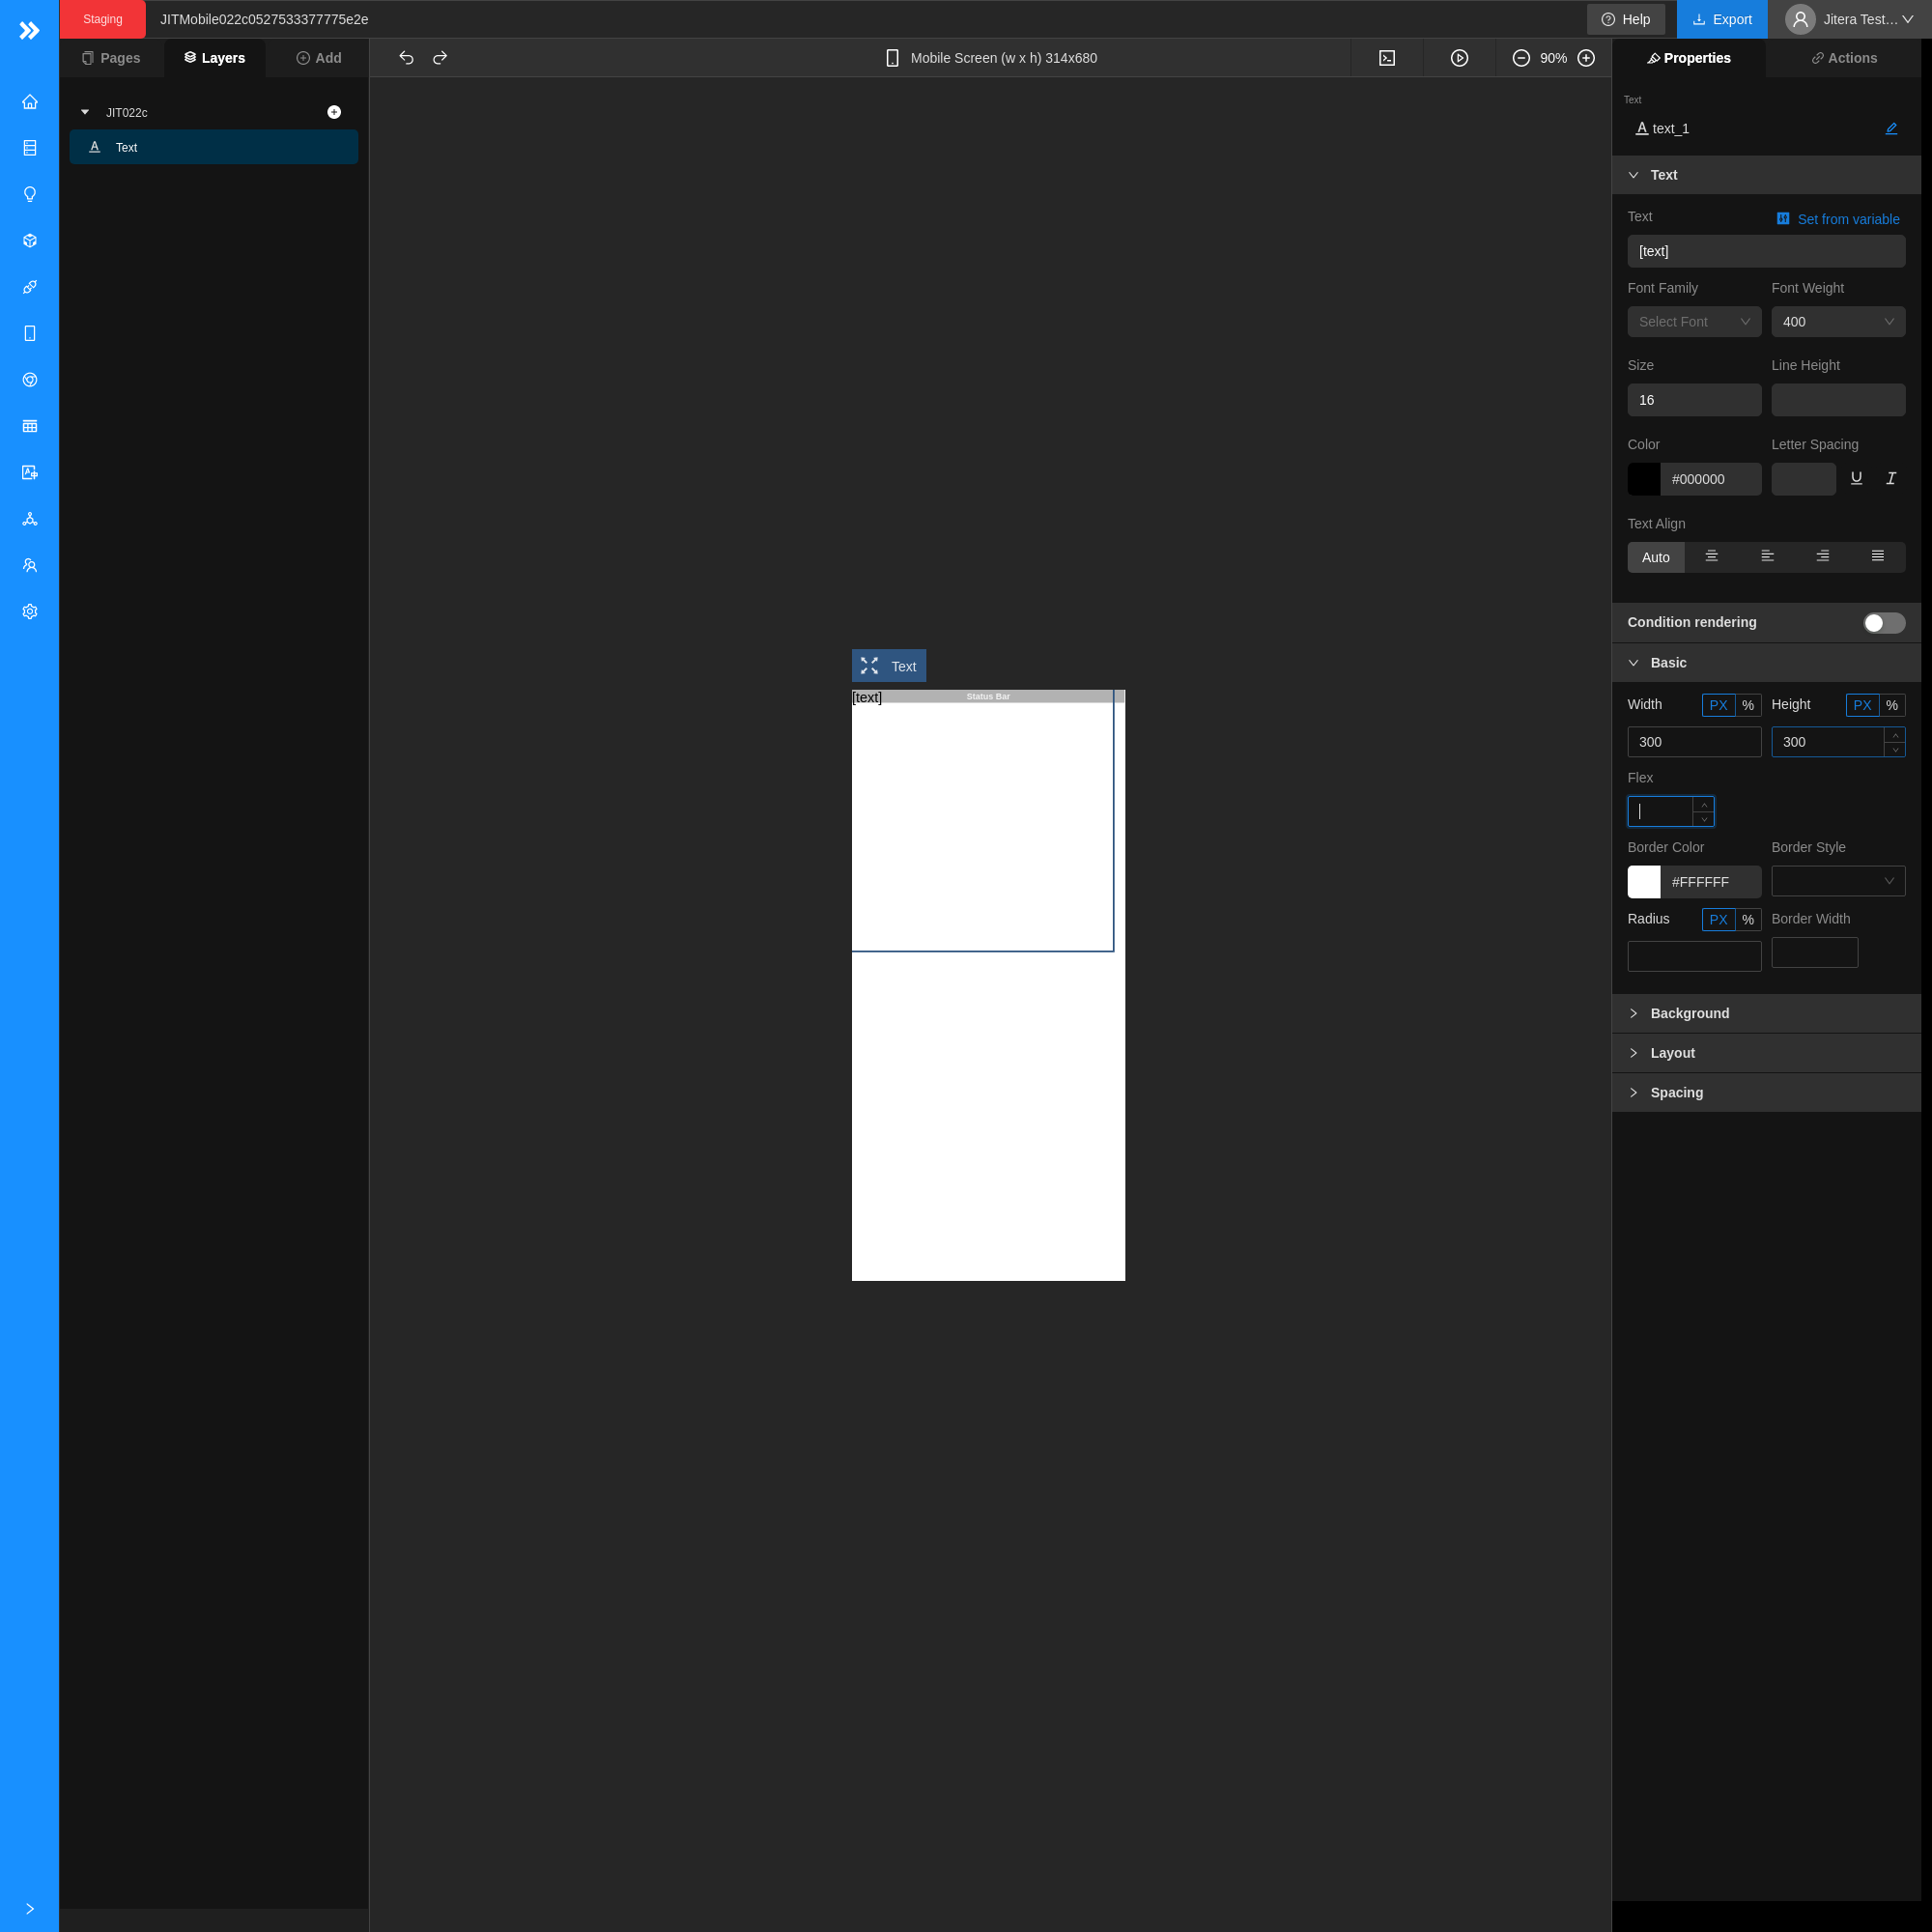 Staging
JITMobile022c0527533377775e2e
Help
Export
Jitera Test...
Pages
Layers
Add
Mobile Screen (w x h) 314x680
90%
Properties
Actions
JIT022c
Text
Text
text_1
Text
Text
Set from variable
[text]
Font Family
Font Weight
Select Font
400
Size
Line Height
16
Color
Letter Spacing
#000000
Text Align
Auto
Condition rendering
Basic
Text
[text]
Status Bar
Width
PX
%
Height
PX
%
300
300
Flex
Border Color
Border Style
#FFFFFF
Radius
PX
%
Border Width
Background
Layout
Spacing